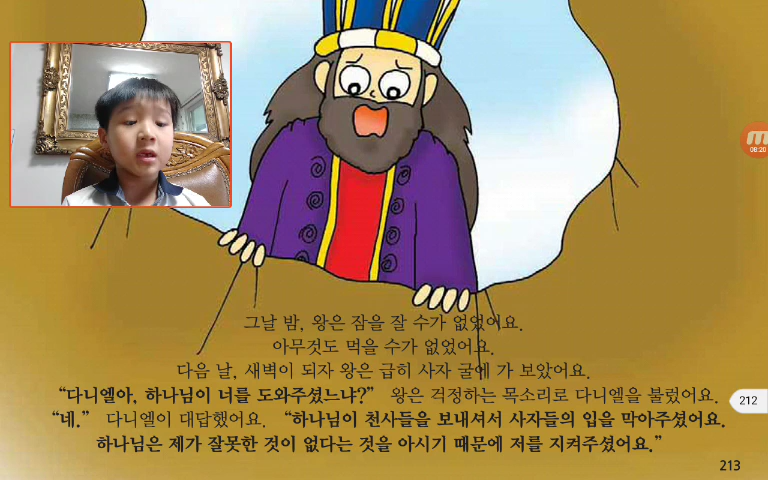 그날 밤, 왕은 잠을 잘 수가 없었어요.
아무것도 먹을 수가 없었어요.
다음 날, 새벽이 되자 왕은 급히 사자 굴에 가 보았어요.
“다니엘아, 하나님이 너를 도와주셨느냐?” 왕은 걱정하는 목소리로 다니엘을 불렀어요.
“네.” 다니엘이 대답했어요. “하나님이 천사들을 보내셔서 사자들의 입을 막아주셨어요.
하나님은 제가 잘못한 것이 없다는 것을 아시기 때문에 저를 지켜주셨어요.”
212
213
08:20